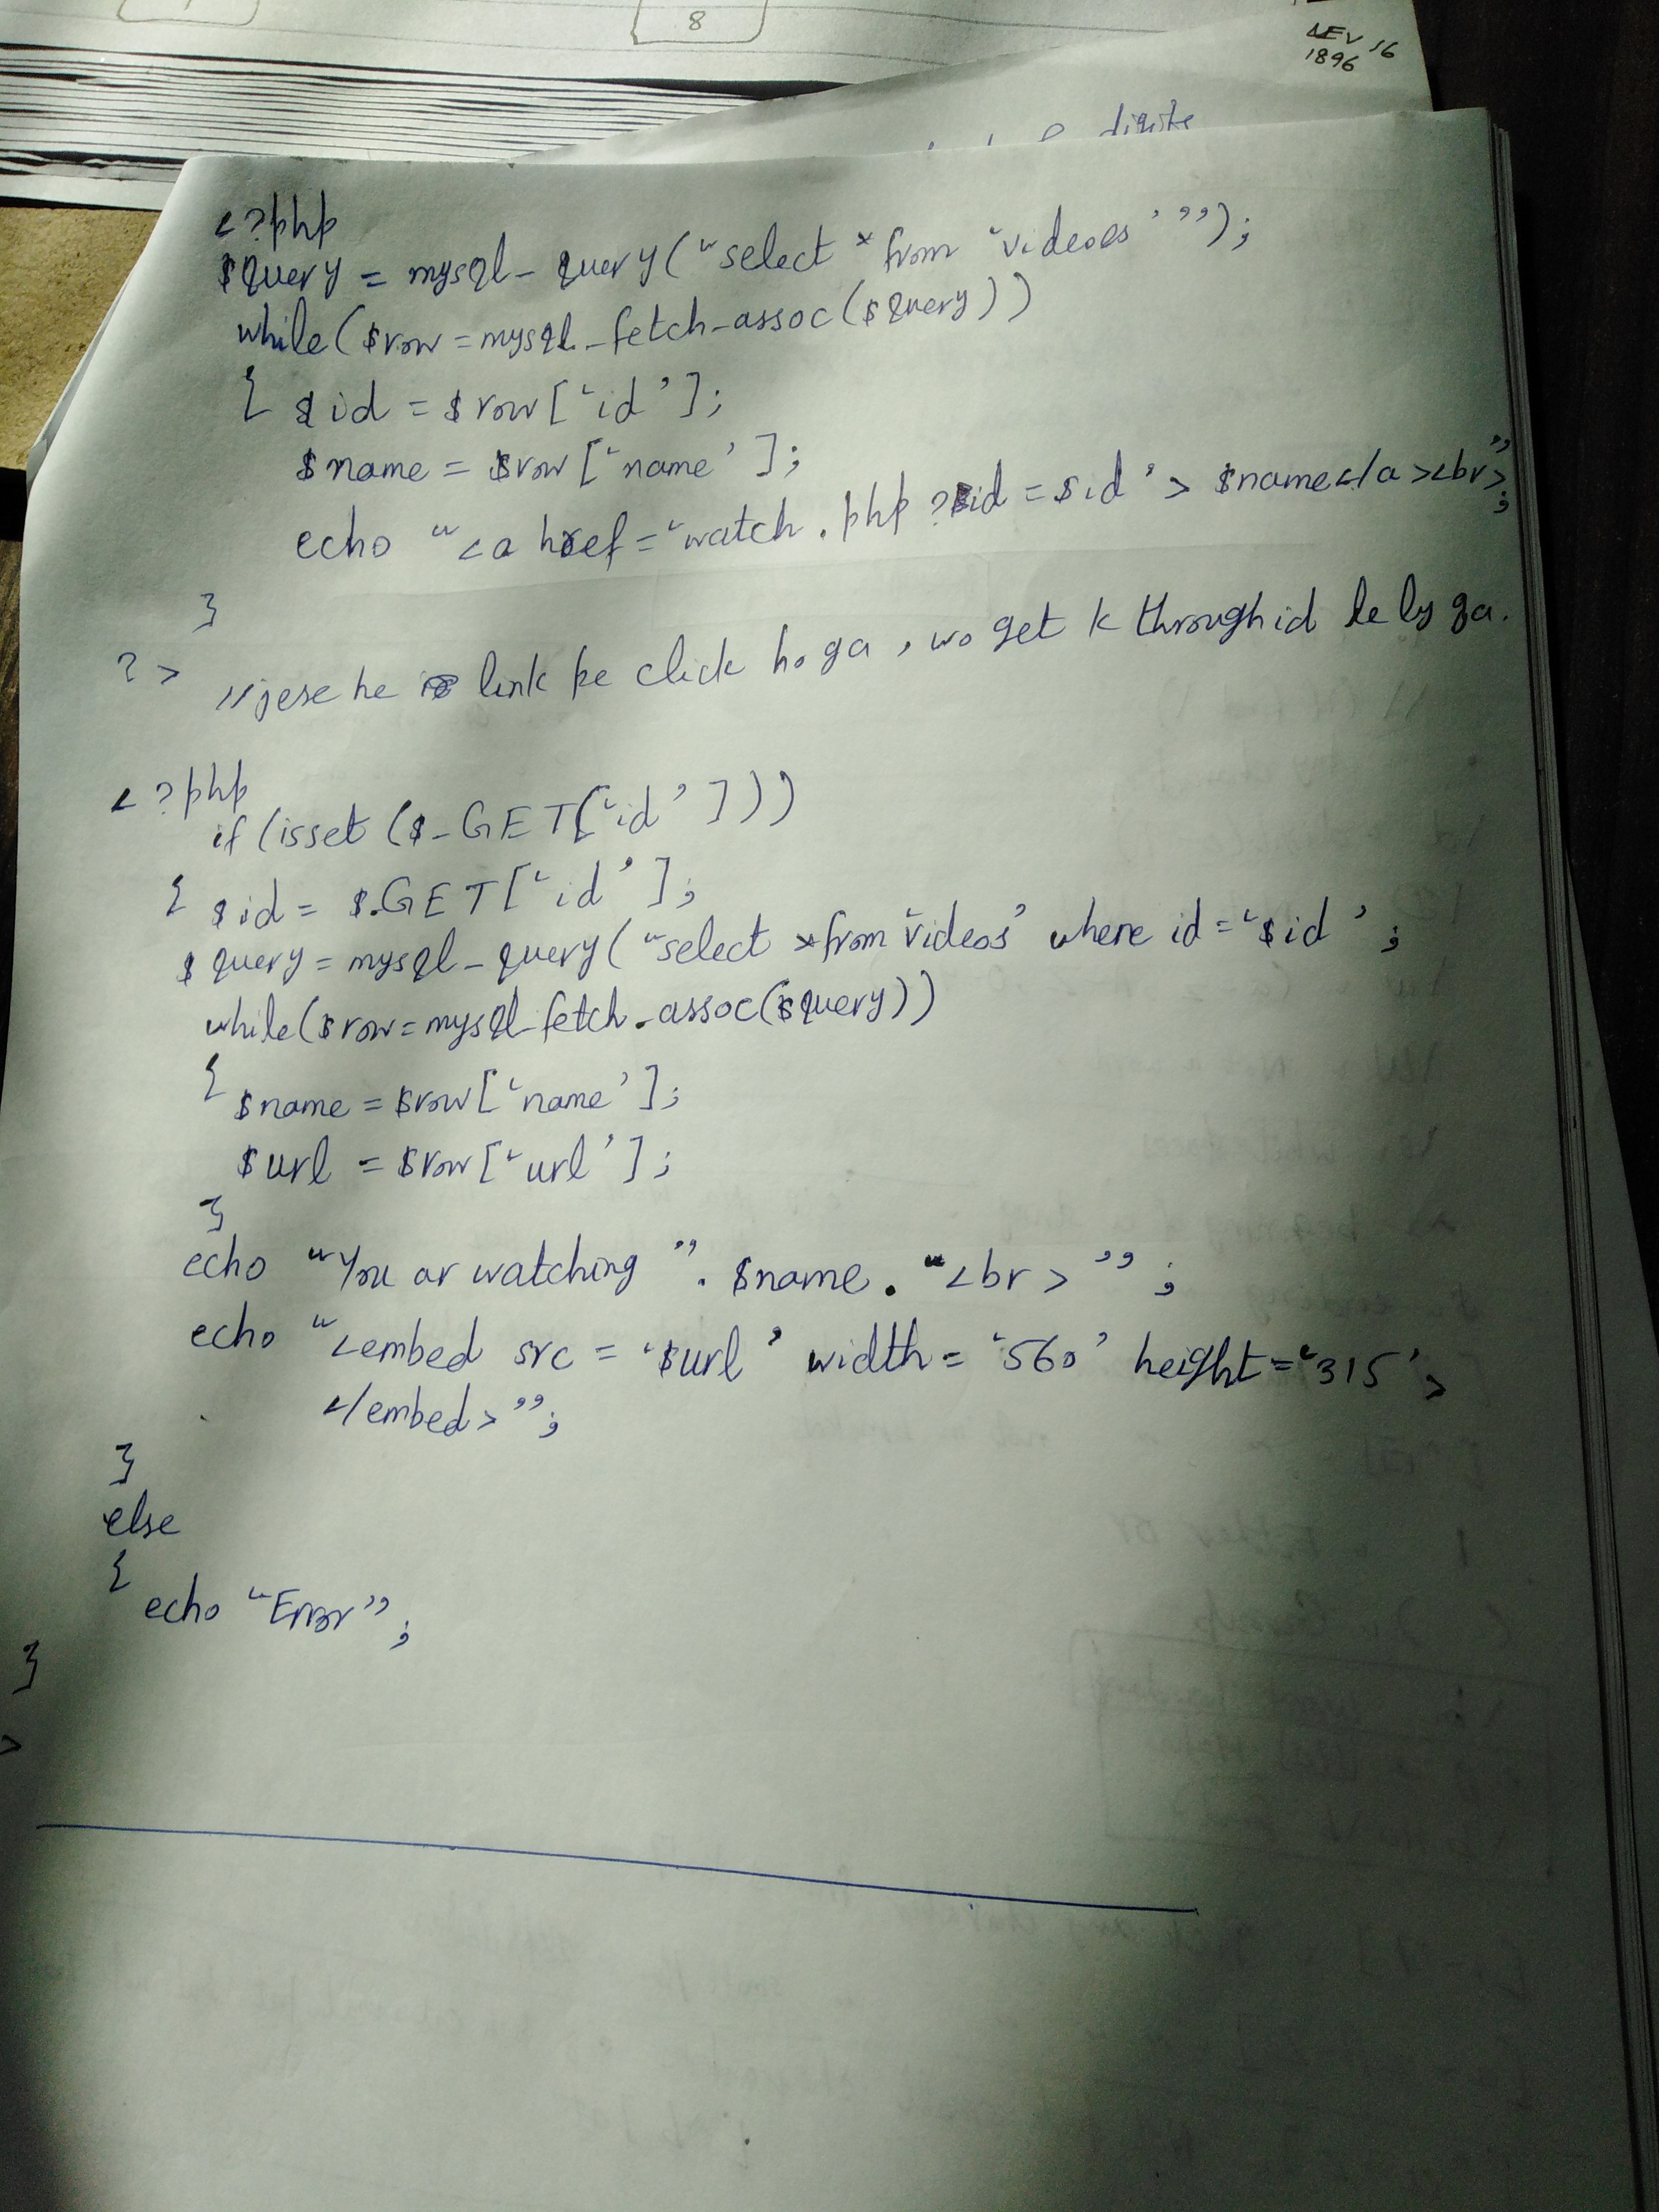 8
1896
digits
<?php
$query = mysql_query("select * from 'videoes'");
while($row=mysql_fetch_assoc($query))
{ $id = $row['id'];
$name = $row['name'];
echo "<a href='watch.php?id=$id'> $name</a><br>";
}
?>
//jese he link pe click hoga, wo get k through id le ly ga.
<?php
if(isset($_GET['id']))
{ $id = $_GET['id'];
$query = mysql_query("select * from 'videos' where id='$id';
while($row=mysql_fetch_assoc($query))
{ $name = $row['name'];
$url = $row['url'];
}
echo "You ar watching". $name. "<br>";
echo "<embed src = '$url' width= '560' height='315'>
</embed>";
}
else
{ echo "Error";
}
>